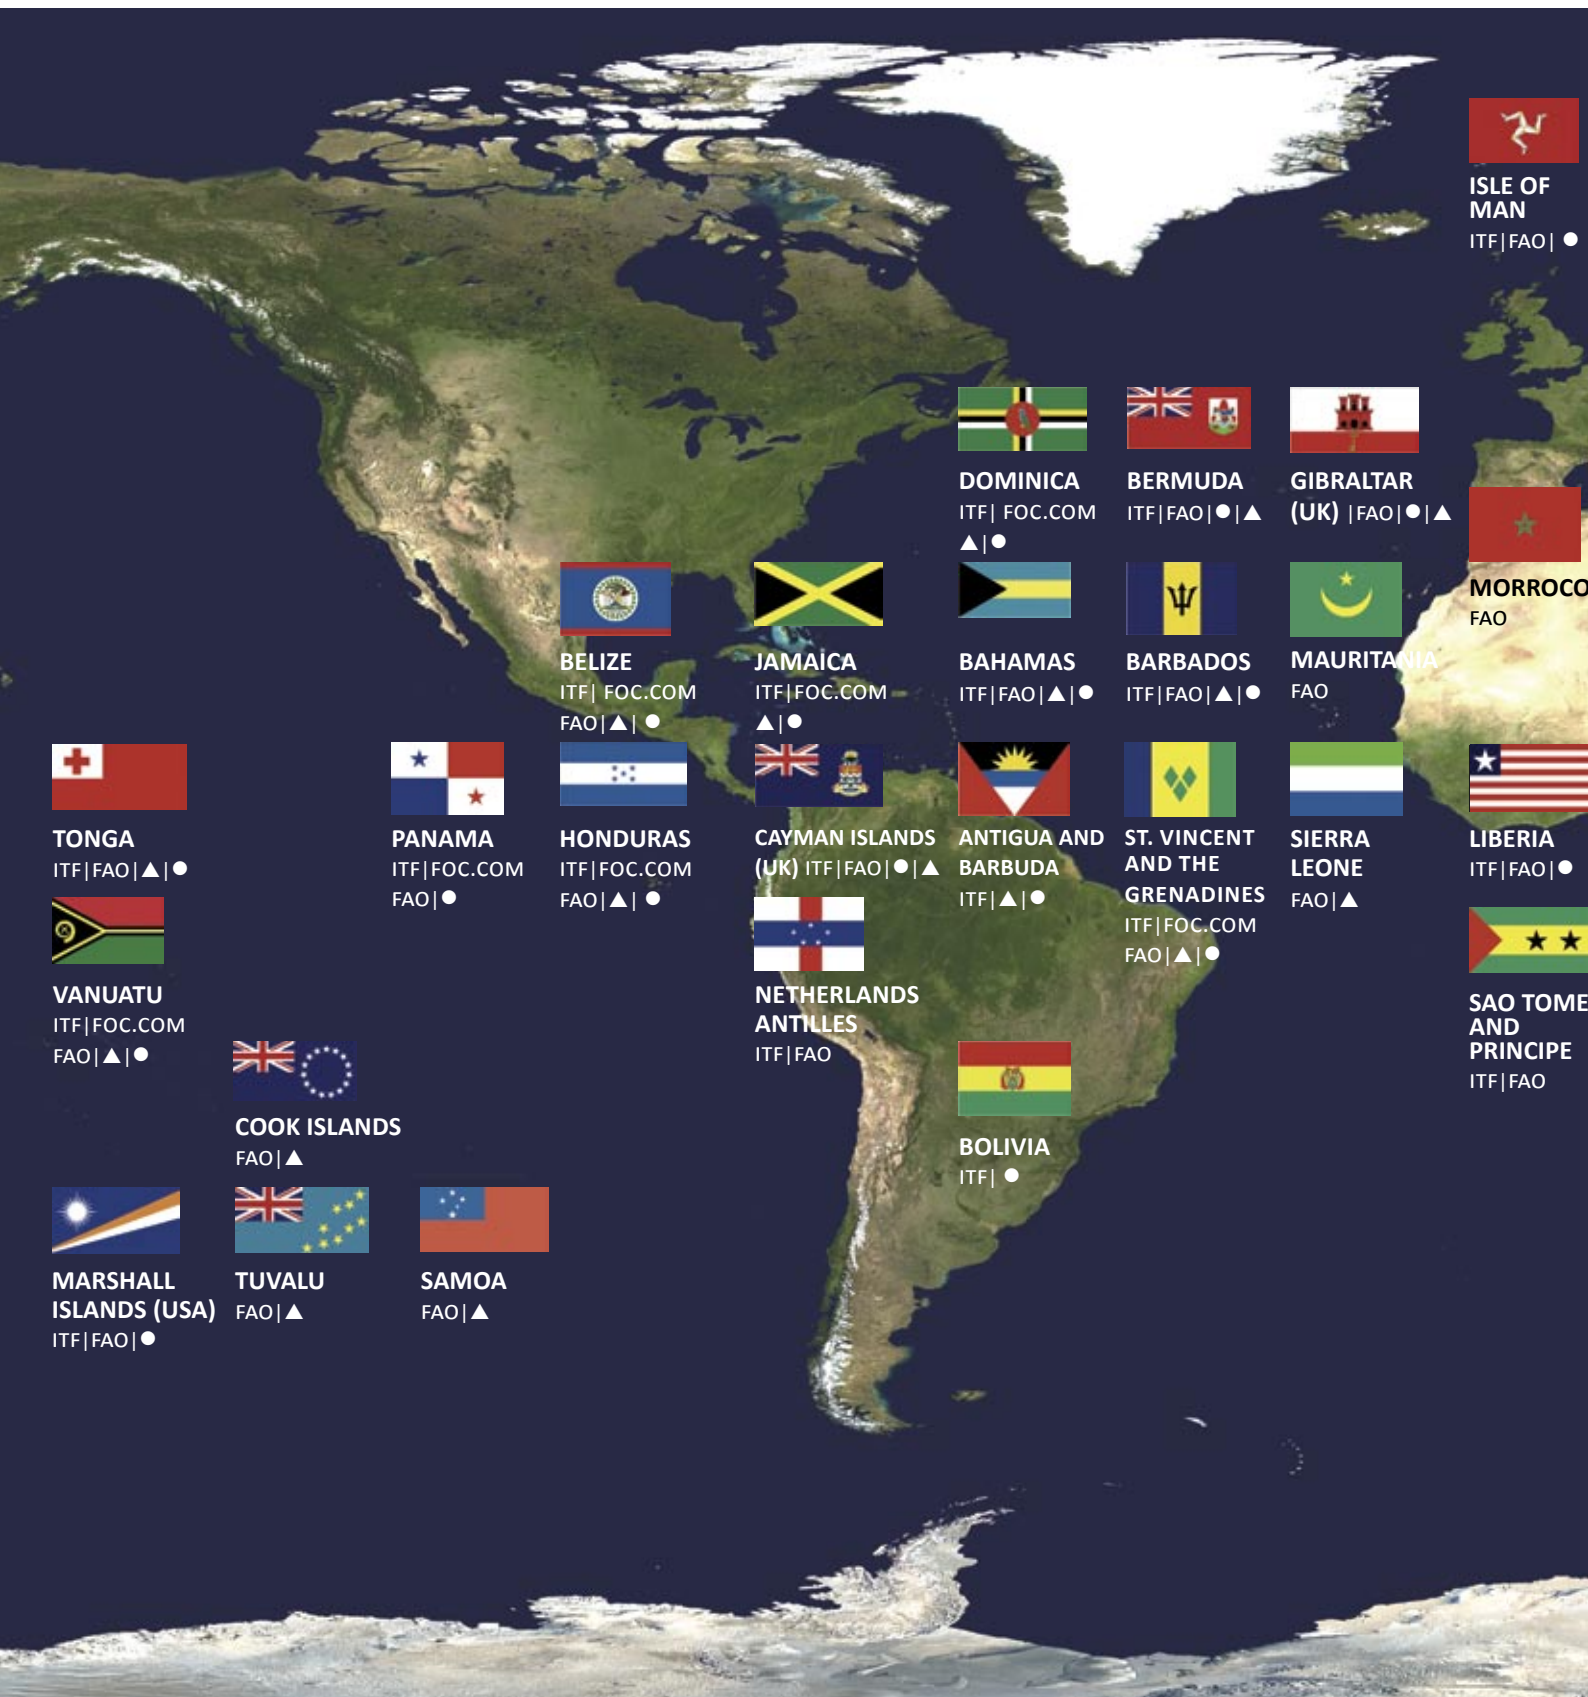 ISLE OF
MAN
ITF|FAO| ●
DOMINICA
ITF| FOC.COM
▲|●
BERMUDA
ITF|FAO|●|▲
GIBRALTAR
(UK) |FAO|●|▲
MORROCO
FAO
BELIZE
ITF| FOC.COM
FAO|▲| ●
JAMAICA
ITF|FOC.COM
▲|●
BAHAMAS
ITF|FAO|▲|●
BARBADOS
ITF|FAO|▲|●
MAURITANIA
FAO
TONGA
ITF|FAO|▲|●
PANAMA
ITF|FOC.COM
FAO|●
HONDURAS
ITF|FOC.COM
FAO|▲| ●
CAYMAN ISLANDS
(UK) ITF|FAO|●|▲
ANTIGUA AND
BARBUDA
ITF|▲|●
ST. VINCENT
AND THE
GRENADINES
ITF|FOC.COM
FAO|▲|●
SIERRA
LEONE
FAO|▲
LIBERIA
ITF|FAO|●
VANUATU
ITF|FOC.COM
FAO|▲|●
NETHERLANDS
ANTILLES
ITF|FAO
SAO TOME
AND
PRINCIPE
ITF|FAO
COOK ISLANDS
FAO|▲
BOLIVIA
ITF| ●
MARSHALL
ISLANDS (USA)
ITF|FAO|●
TUVALU
FAO|▲
SAMOA
FAO|▲